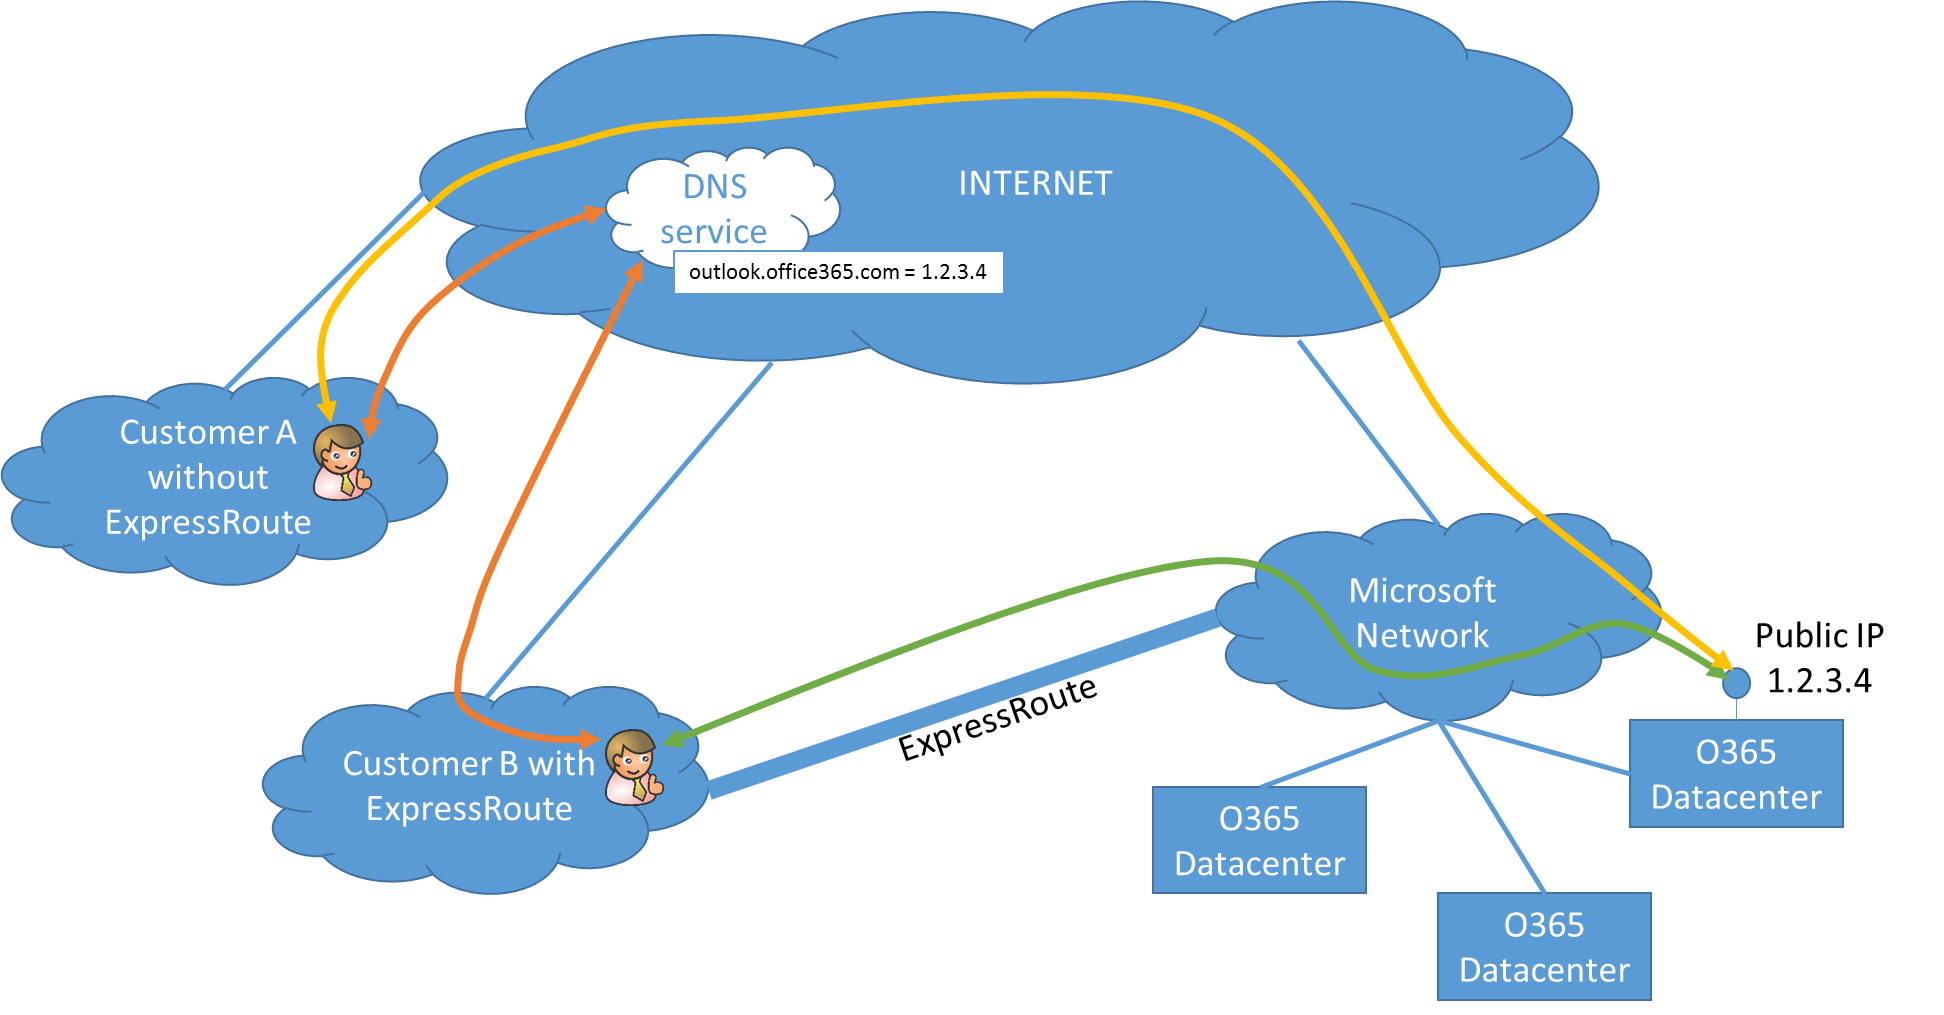 INTERNET
DNS
service
outlook.office365.com = 1.2.3.4
Customer A
without
ExpressRoute
Microsoft
Network
Public IP
1.2.3.4
ExpressRoute
Customer B with
ExpressRoute
O365
Datacenter
O365
Datacenter
O365
Datacenter